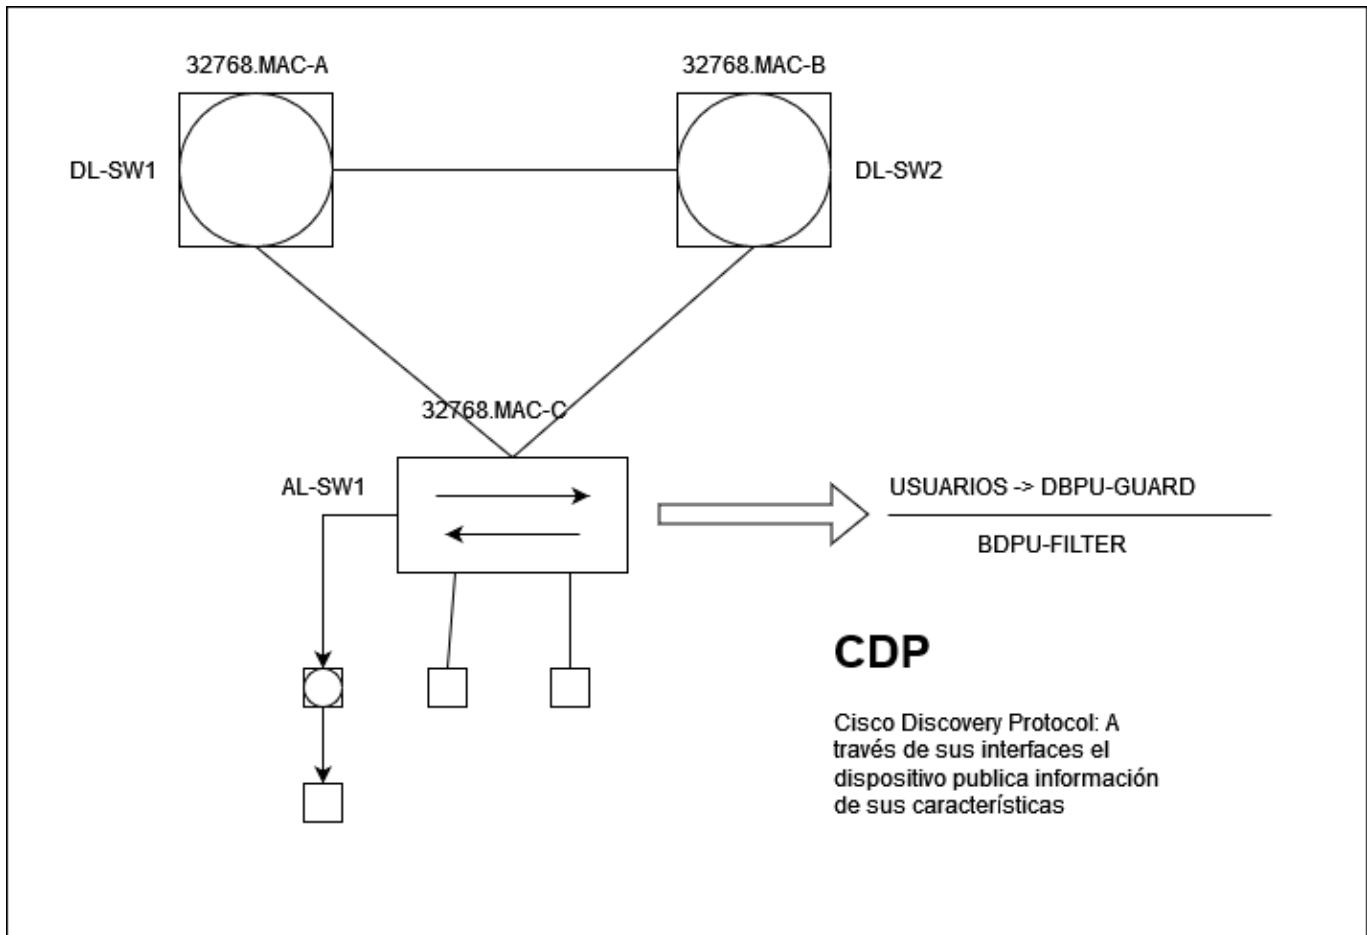 32768.MAC-A
32768.MAC-B
DL-SW1
DL-SW2
32768.MAC-C
AL-SW1
USUARIOS -> DBPU-GUARD
BDPU-FILTER
CDP
Cisco Discovery Protocol: A
través de sus interfaces el
dispositivo publica información
de sus características